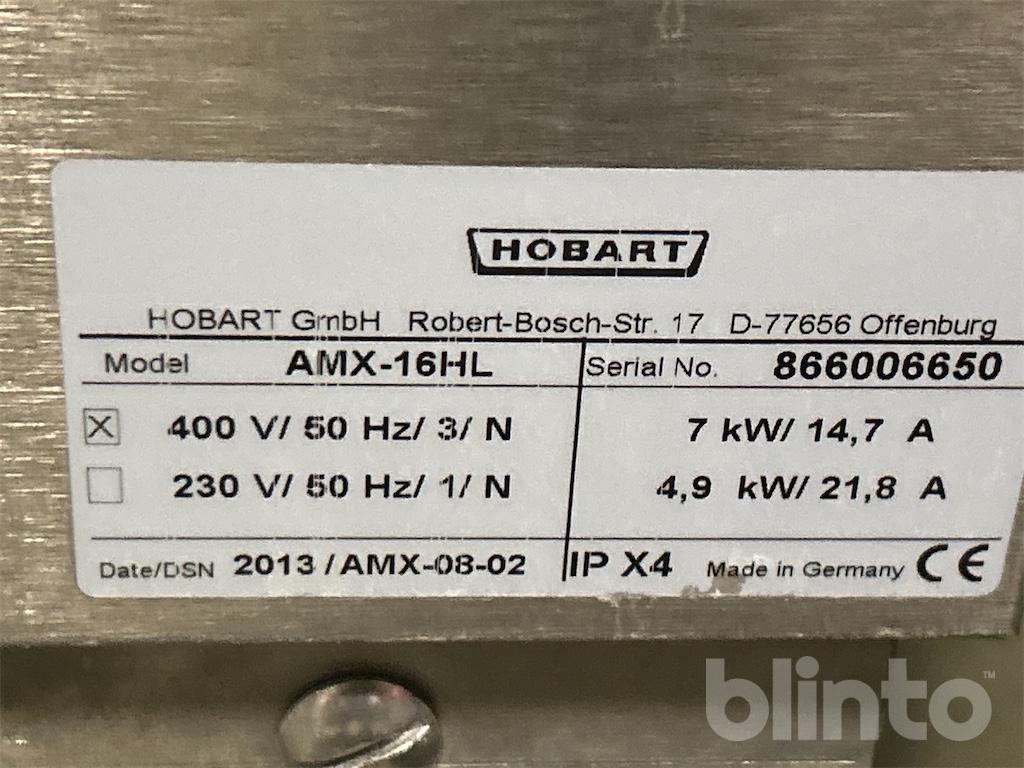 HOBART
HOBART GmbH Robert-Bosch-Str. 17 D-77656 Offenburg
Model AMX-16HL Serial No. 866006650
400 V/ 50 Hz/ 3/ N 7 kW/ 14,7 A
230 V/ 50 Hz/ 1/ N 4,9 kW/ 21,8 A
Date/DSN 2013 / AMX-08-02 IP X4 Made in Germany CE
blinto™